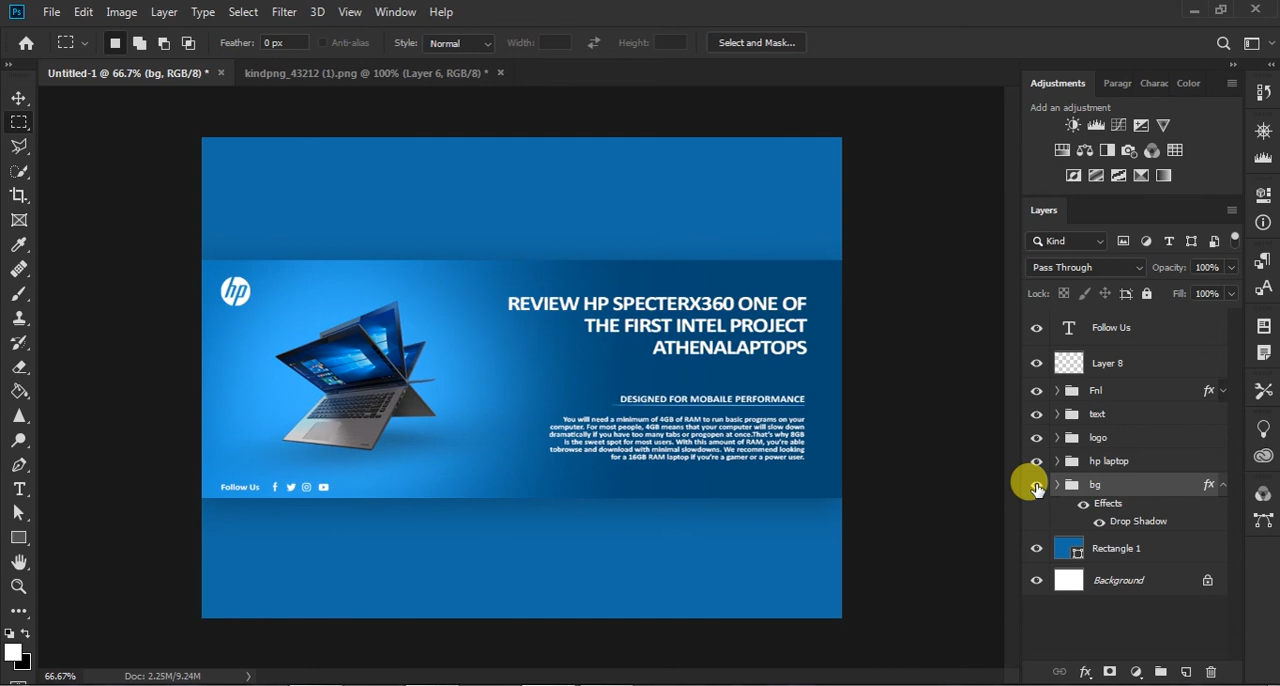 Ps File Edit Image Layer Type Select Filter 3D View Window Help
Feather: 0 px Anti-alias Style: Normal Width: Height: Select and Mask...
Untitled-1 @ 66.7% (bg, RGB/8) * × kindpng_43212 (1).png @ 100% (Layer 6, RGB/8) * ×
Adjustments Paragr Charac Color
Add an adjustment
Layers
Kind
Pass Through Opacity: 100%
Lock: Fill: 100%
Follow Us
Layer 8
Fnl fx
text
logo
hp laptop
bg fx
Effects
Drop Shadow
Rectangle 1
Background
hp
REVIEW HP SPECTERX360 ONE OF
THE FIRST INTEL PROJECT
ATHENALAPTOPS
DESIGNED FOR MOBAILE PERFORMANCE
You will need a minimum of 4GB of RAM to run basic programs on your
computer. For most people, 4GB means that your computer will slow down
dramatically if you have too many tabs or progopen at once.That's why 8GB
is the sweet spot for most users. With this amount of RAM, you're able
tobrowse and download with minimal slowdowns. We recommend looking
for a 16GB RAM laptop if you're a gamer or a power user.
Follow Us
66.67% Doc: 2.25M/9.24M